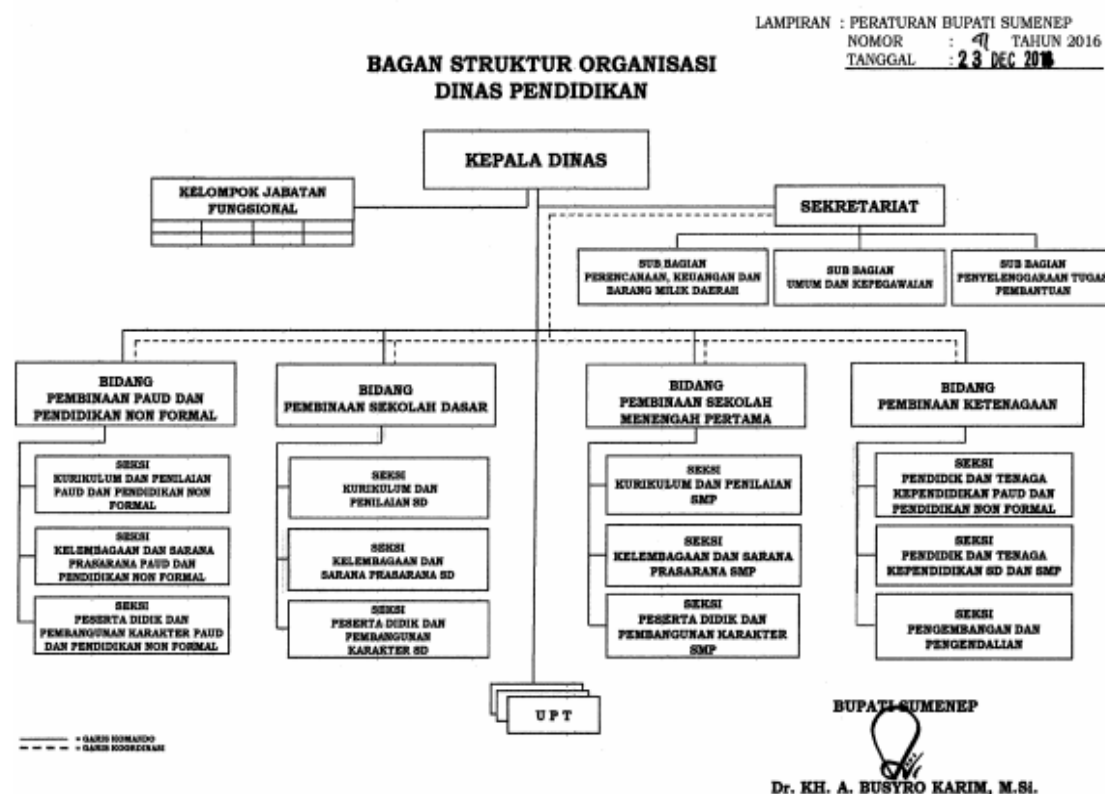 LAMPIRAN : PERATURAN BUPATI SUMENEP
NOMOR : TAHUN 2016
TANGGAL : 23 DEC 2016
BAGAN STRUKTUR ORGANISASI
DINAS PENDIDIKAN
KEPALA DINAS
KELOMPOK JABATAN
FUNGSIONAL
SEKRETARIAT
SUB BAGIAN
PERENCANAAN, KEUANGAN DAN
BARANG MILIK DAERAH
SUB BAGIAN
UMUM DAN KEPEGAWAIAN
SUB BAGIAN
PENYELENGGARAAN TUGAS
PEMBANTUAN
BIDANG
PEMBINAAN PAUD DAN
PENDIDIKAN NON FORMAL
BIDANG
PEMBINAAN SEKOLAH DASAR
BIDANG
PEMBINAAN SEKOLAH
MENENGAH PERTAMA
BIDANG
PEMBINAAN KETENAGAAN
SEKSI
KURIKULUM DAN PENILAIAN
PAUD DAN PENDIDIKAN NON
FORMAL
SEKSI
KURIKULUM DAN
PENILAIAN SD
SEKSI
KURIKULUM DAN PENILAIAN
SMP
SEKSI
PENDIDIK DAN TENAGA
KEPENDIDIKAN PAUD DAN
PENDIDIKAN NON FORMAL
SEKSI
KELEMBAGAAN DAN SARANA
PRASARANA PAUD DAN
PENDIDIKAN NON FORMAL
SEKSI
KELEMBAGAAN DAN
SARANA PRASARANA SD
SEKSI
KELEMBAGAAN DAN SARANA
PRASARANA SMP
SEKSI
PENDIDIK DAN TENAGA
KEPENDIDIKAN SD DAN SMP
SEKSI
PESERTA DIDIK DAN
PEMBANGUNAN KARAKTER PAUD
DAN PENDIDIKAN NON FORMAL
SEKSI
PESERTA DIDIK DAN
PEMBANGUNAN
KARAKTER SD
SEKSI
PESERTA DIDIK DAN
PEMBANGUNAN KARAKTER
SMP
SEKSI
PENGEMBANGAN DAN
PENGENDALIAN
UPT
= GARIS KOMANDO
= GARIS KOORDINASI
BUPATI SUMENEP
Dr. KH. A. BUSYRO KARIM, M.Si.